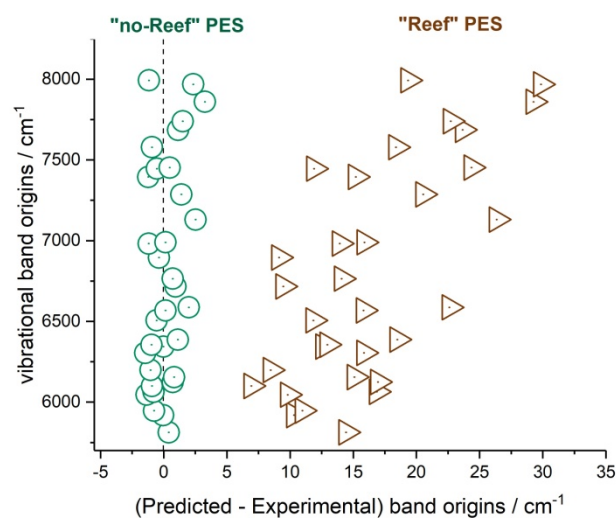 "no-Reef" PES "Reef" PES
8000
7500
7000
6500
6000
vibrational band origins / cm⁻¹
-5 0 5 10 15 20 25 30 35
(Predicted - Experimental) band origins / cm⁻¹